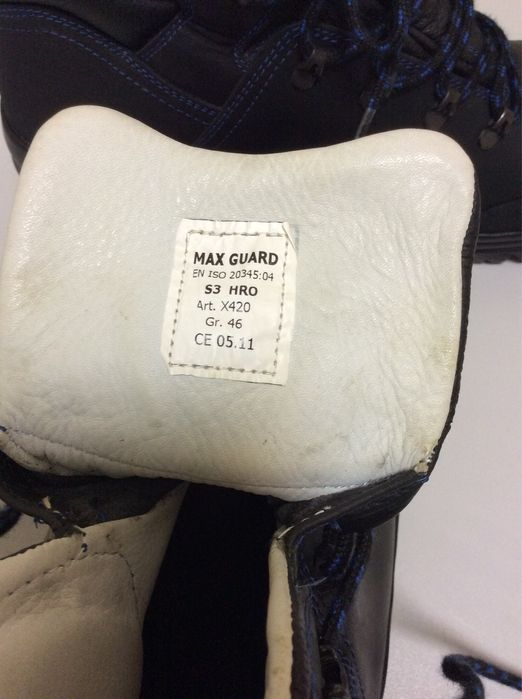 MAX GUARD
EN ISO 20345:04
S3 HRO
Art. X420
Gr. 46
CE 05.11